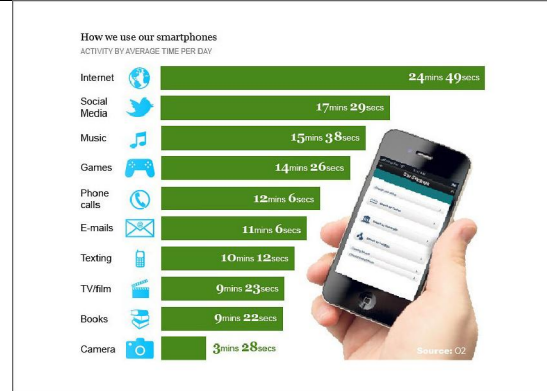 How we use our smartphones
ACTIVITY BY AVERAGE TIME PER DAY
Internet 24mins 49secs
Social
Media 17mins 29secs
Music 15mins 38secs
Games 14mins 26secs
Phone
calls 12mins 6secs
E-mails 11mins 6secs
Texting 10mins 12secs
TV/film 9mins 23secs
Books 9mins 22secs
Camera 3mins 28secs
Source: O2